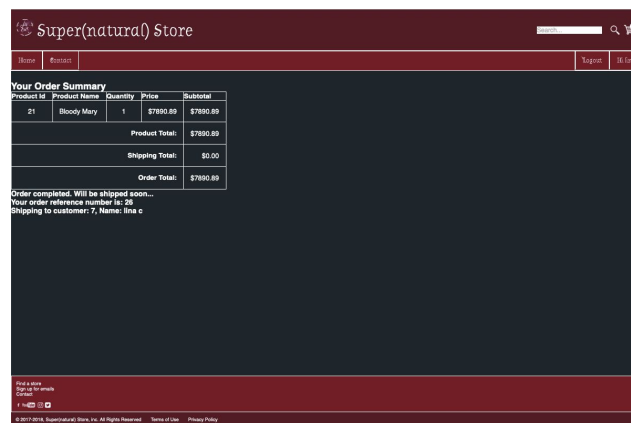 Super(natural) Store
Search...
Home Contact Logout Hi
Your Order Summary
Product Id Product Name Quantity Price Subtotal
21 Bloody Mary 1 $7890.89 $7890.89
Product Total: $7890.89
Shipping Total: $0.00
Order Total: $7890.89
Order completed. Will be shipped soon...
Your order reference number is: 26
Shipping to customer: 7, Name: lina c
Find a store
Sign up for emails
Contact
© 2017-2018, Super(natural) Store, Inc. All Rights Reserved Terms of Use Privacy Policy